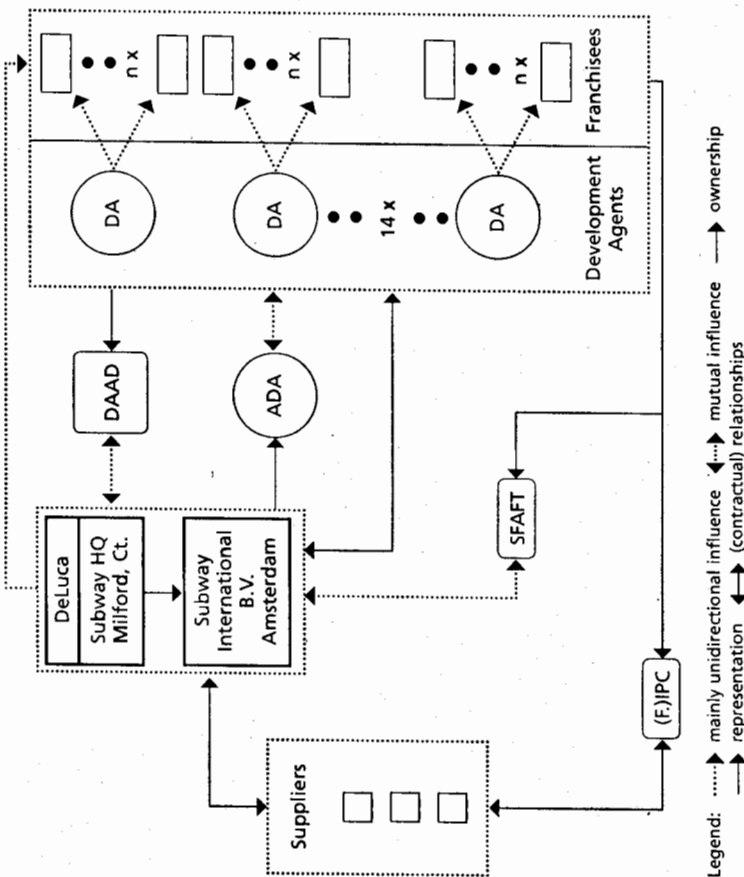 DeLuca
Subway HQ
Milford, Ct.
Subway
International
B.V.
Amsterdam
DAAD
ADA
DA
DA
14 x
DA
Development
Agents
n x
n x
n x
Franchisees
SFAFT
Suppliers
(F.)IPC
Legend: mainly unidirectional influence mutual influence ownership
representation (contractual) relationships